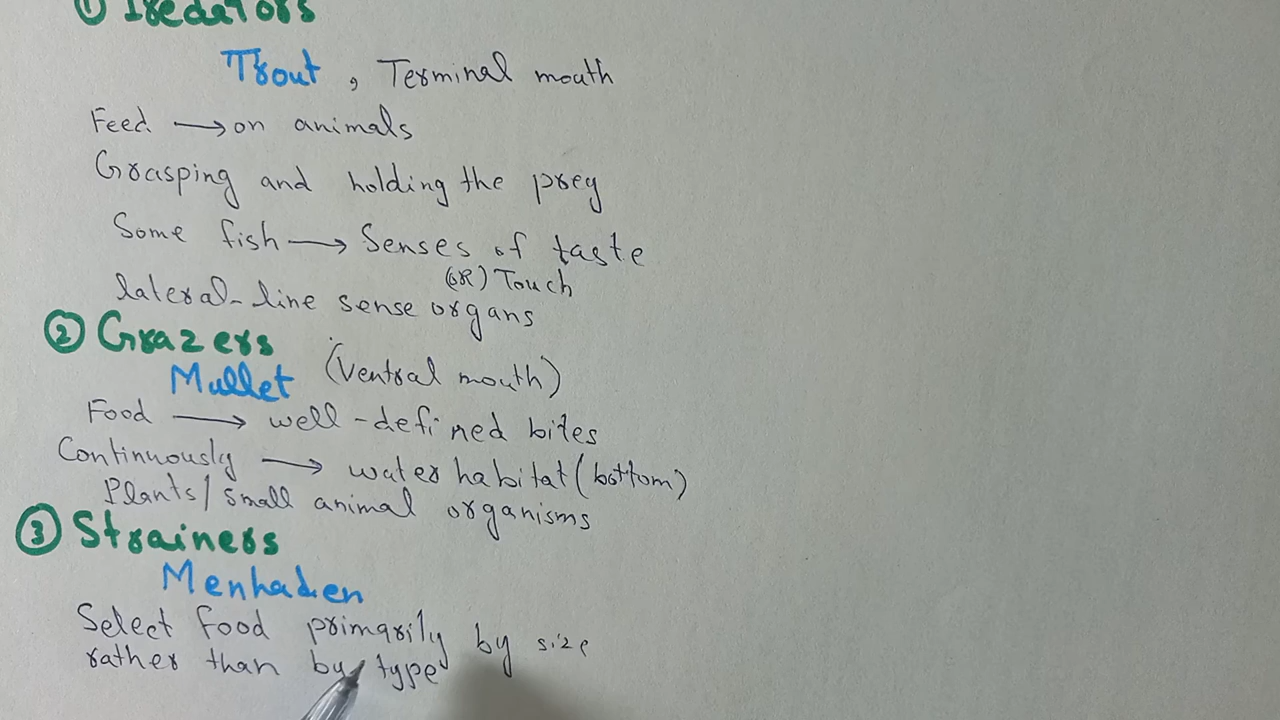 ① Predators
Trout, Terminal mouth
Feed → on animals
Grasping and holding the prey
Some fish → Senses of taste
(OR) Touch
lateral-line sense organs
② Grazers
Mullet (Ventral mouth)
Food → well-defined bites
Continuously → water habitat (bottom)
Plants/Small animal organisms
③ Strainers
Menhaden
Select food primarily by size
rather than by type